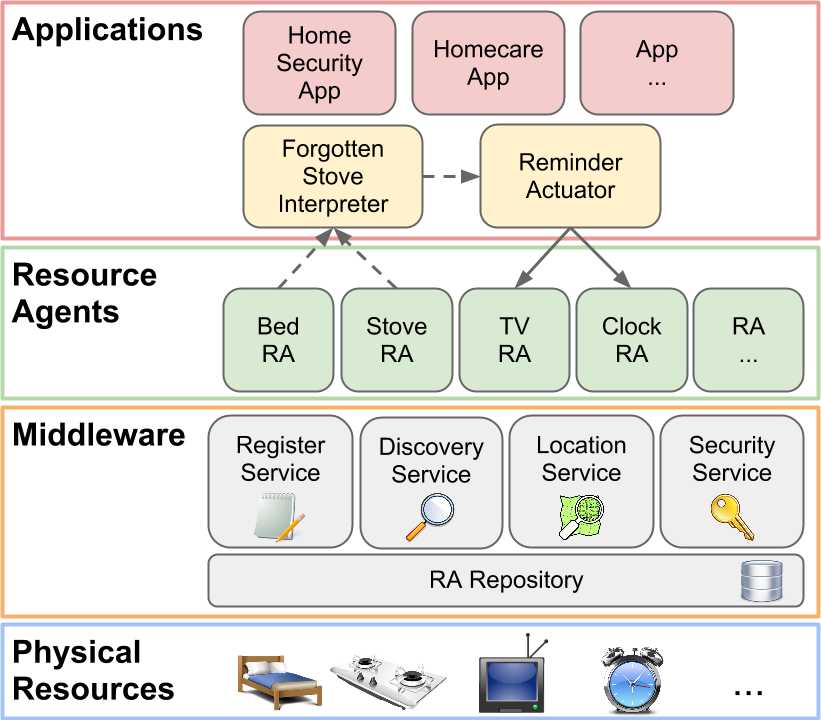 Applications
Home
Security
App
Homecare
App
App
...
Forgotten
Stove
Interpreter
Reminder
Actuator
Resource
Agents
Bed
RA
Stove
RA
TV
RA
Clock
RA
RA
...
Middleware
Register
Service
Discovery
Service
Location
Service
Security
Service
RA Repository
Physical
Resources
...